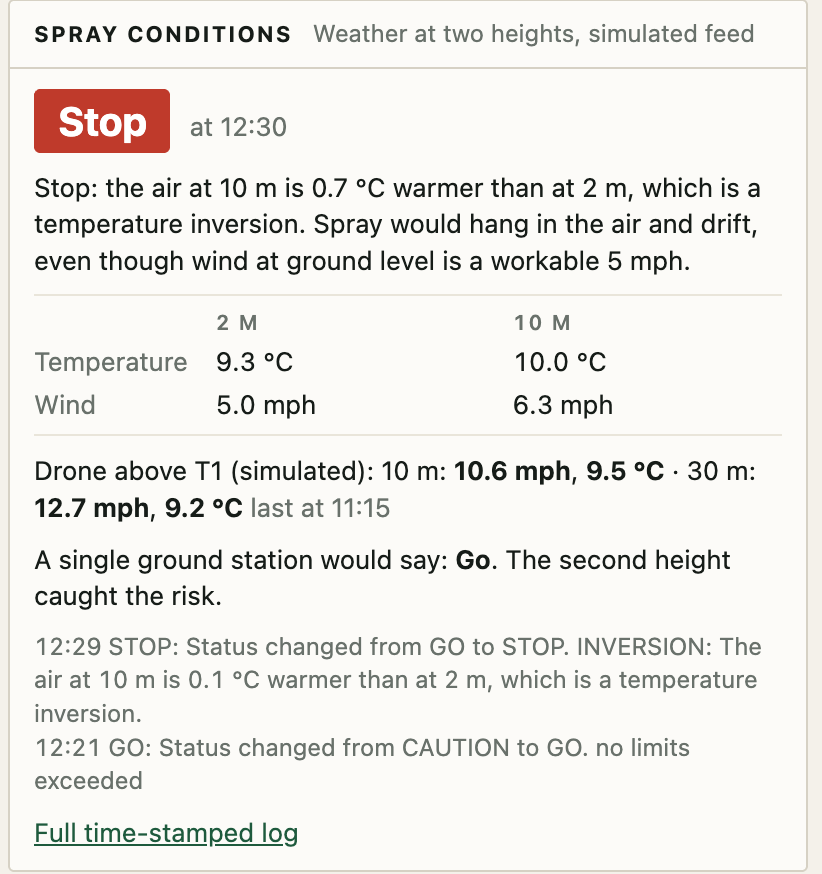 SPRAY CONDITIONS Weather at two heights, simulated feed
Stop at 12:30
Stop: the air at 10 m is 0.7 °C warmer than at 2 m, which is a
temperature inversion. Spray would hang in the air and drift,
even though wind at ground level is a workable 5 mph.
2 M 10 M
Temperature 9.3 °C 10.0 °C
Wind 5.0 mph 6.3 mph
Drone above T1 (simulated): 10 m: 10.6 mph, 9.5 °C · 30 m:
12.7 mph, 9.2 °C last at 11:15
A single ground station would say: Go. The second height
caught the risk.
12:29 STOP: Status changed from GO to STOP. INVERSION: The
air at 10 m is 0.1 °C warmer than at 2 m, which is a temperature
inversion.
12:21 GO: Status changed from CAUTION to GO. no limits
exceeded
Full time-stamped log